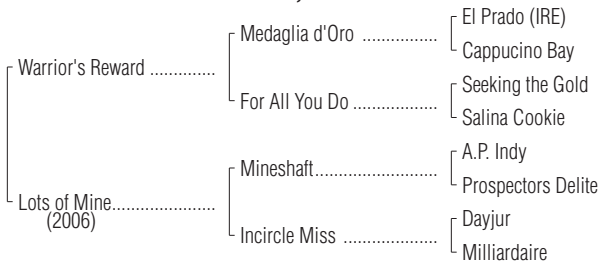 El Prado (IRE)
Medaglia d'Oro ................
Cappucino Bay
Warrior's Reward ..............
Seeking the Gold
For All You Do ..................
Salina Cookie
A.P. Indy
Mineshaft..........................
Prospectors Delite
Lots of Mine......................
(2006)
Dayjur
Incircle Miss ....................
Milliardaire